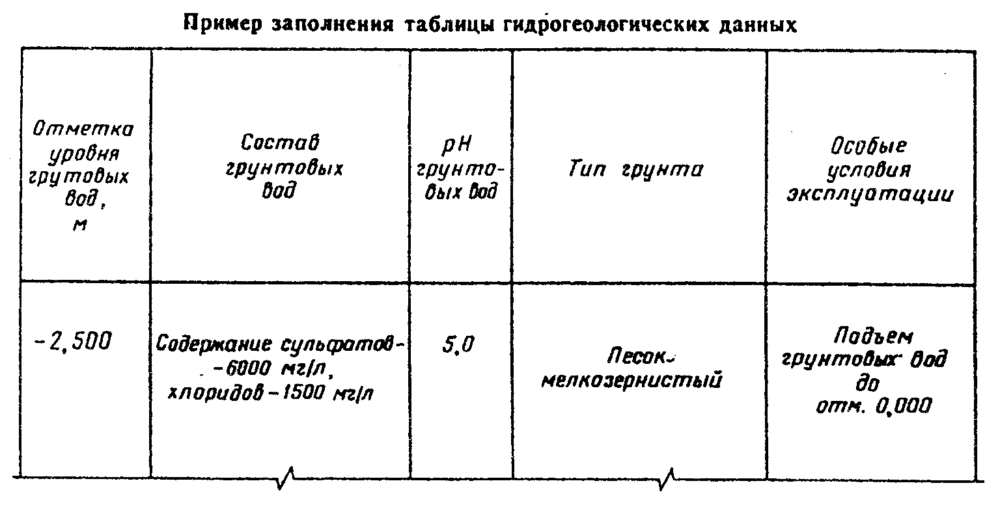 Пример заполнения таблицы гидрогеологических данных
Отметка
уровня
грутовых
вод,
м
Состав
грунтовых
вод
pH
грунто-
вых вод
Тип грунта
Особые
условия
эксплуатации
-2,500
Содержание сульфатов-
-6000 мг/л,
хлоридов-1500 мг/л
5,0
Песок
мелкозернистый
Подъем
грунтовых вод
до
отм. 0,000